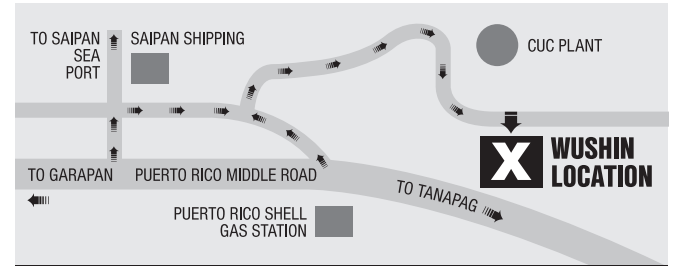 TO SAIPAN
SEA
PORT
SAIPAN SHIPPING
CUC PLANT
X
WUSHIN
LOCATION
TO GARAPAN
PUERTO RICO MIDDLE ROAD
TO TANAPAG
PUERTO RICO SHELL
GAS STATION